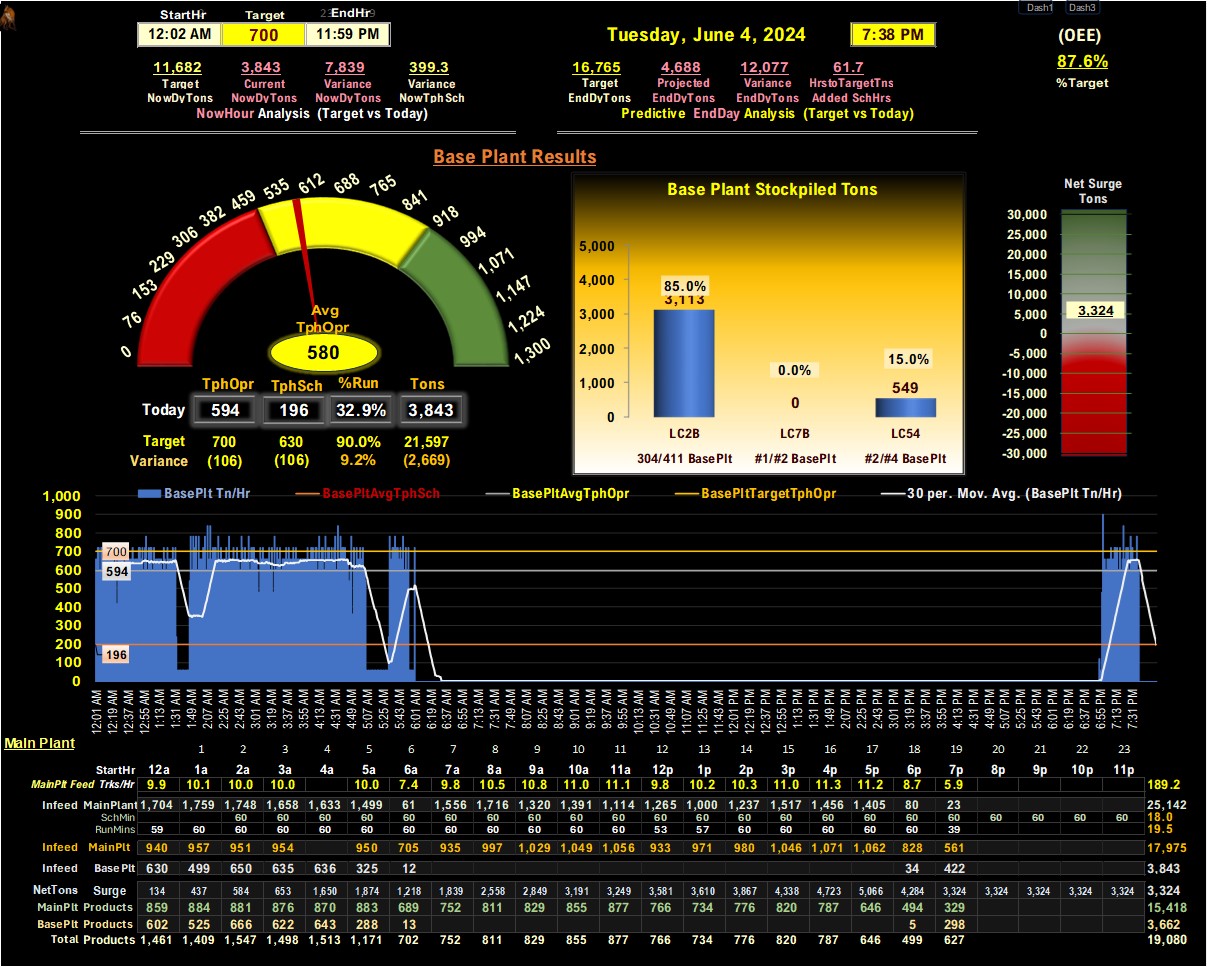 Dash1 Dash3
StartHr Target EndHr
12:02 AM 700 11:59 PM
Tuesday, June 4, 2024 7:38 PM
(OEE)
87.6%
%Target
11,682 3,843 7,839 399.3
Target Current Variance Variance
NowDyTons NowDyTons NowDyTons NowTphSch
NowHour Analysis (Target vs Today)
16,765 4,688 12,077 61.7
Target Projected Variance HrstoTargetTns
EndDyTons EndDyTons EndDyTons Added SchHrs
Predictive EndDay Analysis (Target vs Today)
Base Plant Results
0 76 153 229 306 382 459 535 612 688 765 841 918 994 1,071 1,147 1,224 1,300
Avg
TphOpr
580
TphOpr TphSch %Run Tons
Today 594 196 32.9% 3,843
Target 700 630 90.0% 21,597
Variance (106) (106) 9.2% (2,669)
Base Plant Stockpiled Tons
5,000
4,000
3,000
2,000
1,000
0
85.0%
3,113
0.0%
0
15.0%
549
LC2B LC7B LC54
304/411 BasePlt #1/#2 BasePlt #2/#4 BasePlt
Net Surge
Tons
30,000
25,000
20,000
15,000
10,000
5,000
0
-5,000
-10,000
-15,000
-20,000
-25,000
-30,000
3,324
BasePlt Tn/Hr BasePltAvgTphSch BasePltAvgTphOpr BasePltTargetTphOpr 30 per. Mov. Avg. (BasePlt Tn/Hr)
1,000
900
800
700
600
500
400
300
200
100
0
700
594
196
12:01 AM 12:19 AM 12:37 AM 12:55 AM 1:13 AM 1:31 AM 1:49 AM 2:07 AM 2:25 AM 2:43 AM 3:01 AM 3:19 AM 3:37 AM 3:55 AM 4:13 AM 4:31 AM 4:49 AM 5:07 AM 5:25 AM 5:43 AM 6:01 AM 6:19 AM 6:37 AM 6:55 AM 7:13 AM 7:31 AM 7:49 AM 8:07 AM 8:25 AM 8:43 AM 9:01 AM 9:19 AM 9:37 AM 9:55 AM 10:13 AM 10:31 AM 10:49 AM 11:07 AM 11:25 AM 11:43 AM 12:01 PM 12:19 PM 12:37 PM 12:55 PM 1:13 PM 1:31 PM 1:49 PM 2:07 PM 2:25 PM 2:43 PM 3:01 PM 3:19 PM 3:37 PM 3:55 PM 4:13 PM 4:31 PM 4:49 PM 5:07 PM 5:25 PM 5:43 PM 6:01 PM 6:19 PM 6:37 PM 6:55 PM 7:13 PM 7:31 PM
Main Plant
1 2 3 4 5 6 7 8 9 10 11 12 13 14 15 16 17 18 19 20 21 22 23
StartHr 12a 1a 2a 3a 4a 5a 6a 7a 8a 9a 10a 11a 12p 1p 2p 3p 4p 5p 6p 7p 8p 9p 10p 11p
MainPlt Feed Trks/Hr 9.9 10.1 10.0 10.0 10.0 7.4 9.8 10.5 10.8 11.0 11.1 9.8 10.2 10.3 11.0 11.3 11.2 8.7 5.9 189.2
Infeed MainPlant 1,704 1,759 1,748 1,658 1,633 1,499 61 1,556 1,716 1,320 1,391 1,114 1,265 1,000 1,237 1,517 1,456 1,405 80 23 25,142
SchMin 60 60 60 60 60 60 60 60 60 60 60 60 60 60 60 60 60 60 60 60 60 60 18.0
RunMins 59 60 60 60 60 60 60 60 60 60 60 60 53 57 60 60 60 60 60 39 19.5
Infeed MainPlt 940 957 951 954 950 705 935 997 1,029 1,049 1,056 933 971 980 1,046 1,071 1,062 828 561 17,975
Infeed BasePlt 630 499 650 635 636 325 12 34 422 3.843
NetTons Surge 134 437 584 653 1,650 1,874 1,218 1,839 2,558 2,849 3,191 3,249 3,581 3,610 3,867 4,338 4,723 5,066 4,284 3,324 3,324 3,324 3,324 3,324 3,324
MainPlt Products 859 884 881 876 870 883 689 752 811 829 855 877 766 734 776 820 787 646 494 329 15,418
BasePlt Products 602 525 666 622 643 288 13 5 298 3,662
Total Products 1,461 1,409 1,547 1,498 1,513 1,171 702 752 811 829 855 877 766 734 776 820 787 646 499 627 19,080